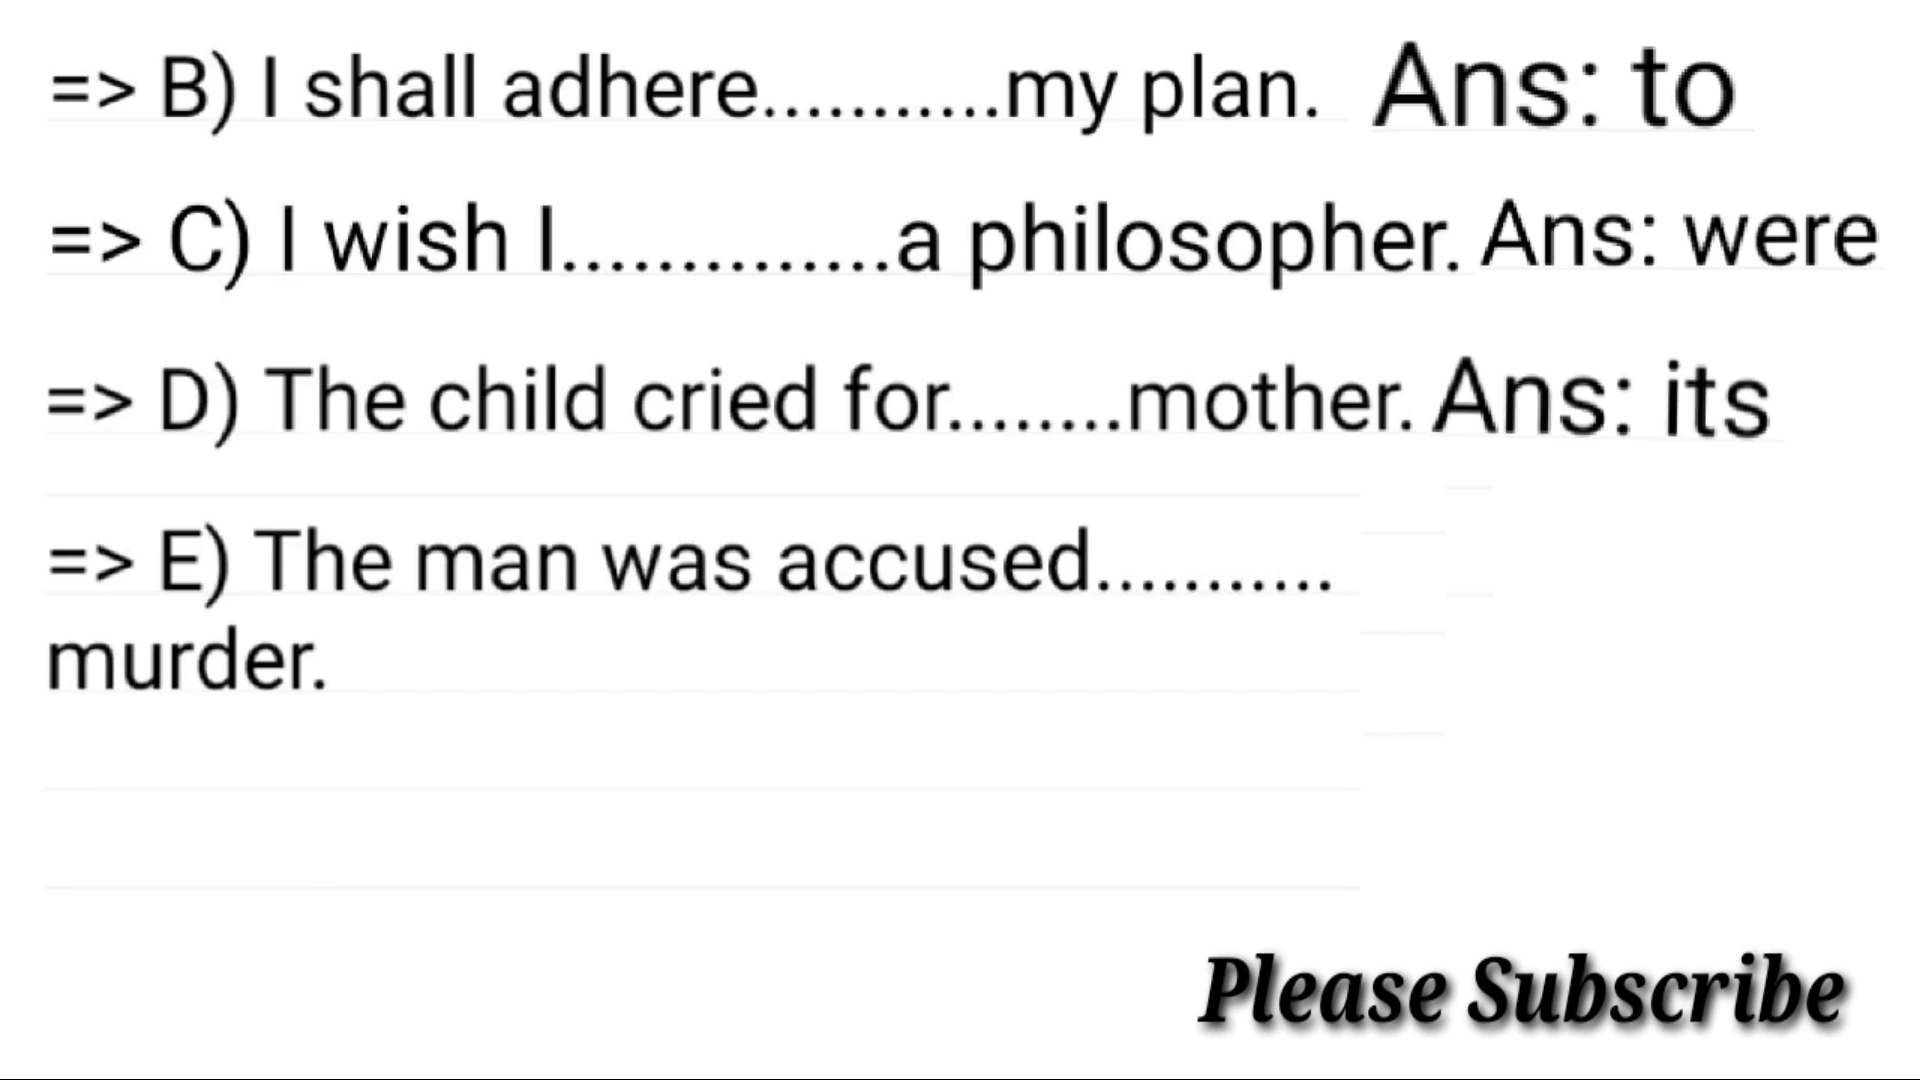 => B) I shall adhere...........my plan. Ans: to
=> C) I wish I..............a philosopher. Ans: were
=> D) The child cried for........mother. Ans: its
=> E) The man was accused...........
murder.
Please Subscribe